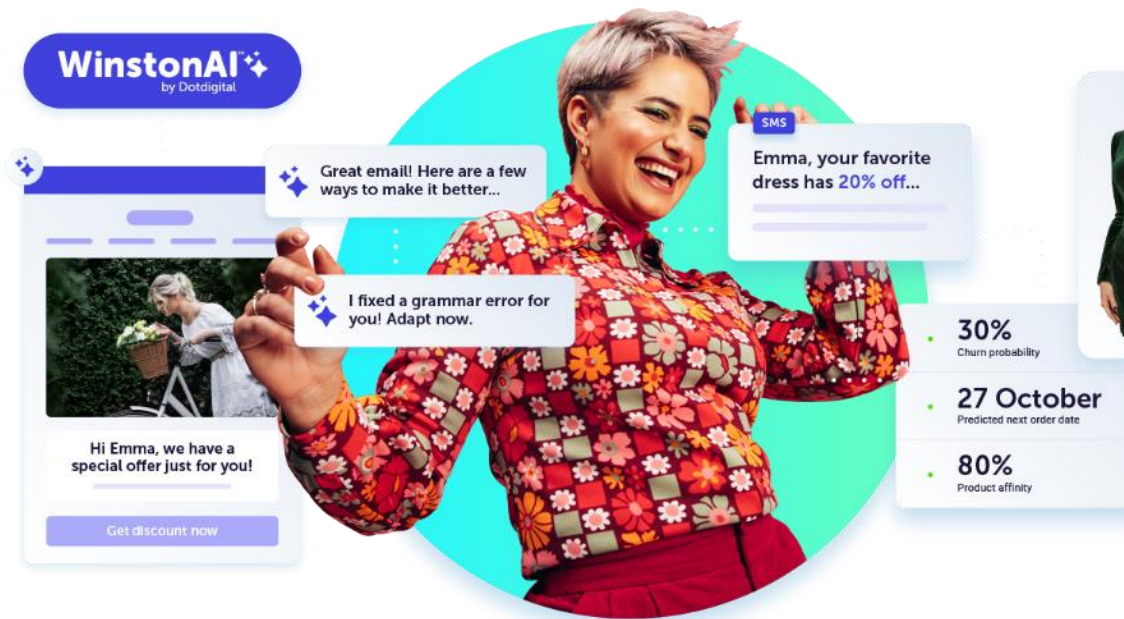 WinstonAI™
by Dotdigital
Great email! Here are a few
ways to make it better...
I fixed a grammar error for
you! Adapt now.
Hi Emma, we have a
special offer just for you!
Get discount now
SMS
Emma, your favorite
dress has 20% off...
30%
Churn probability
27 October
Predicted next order date
80%
Product affinity